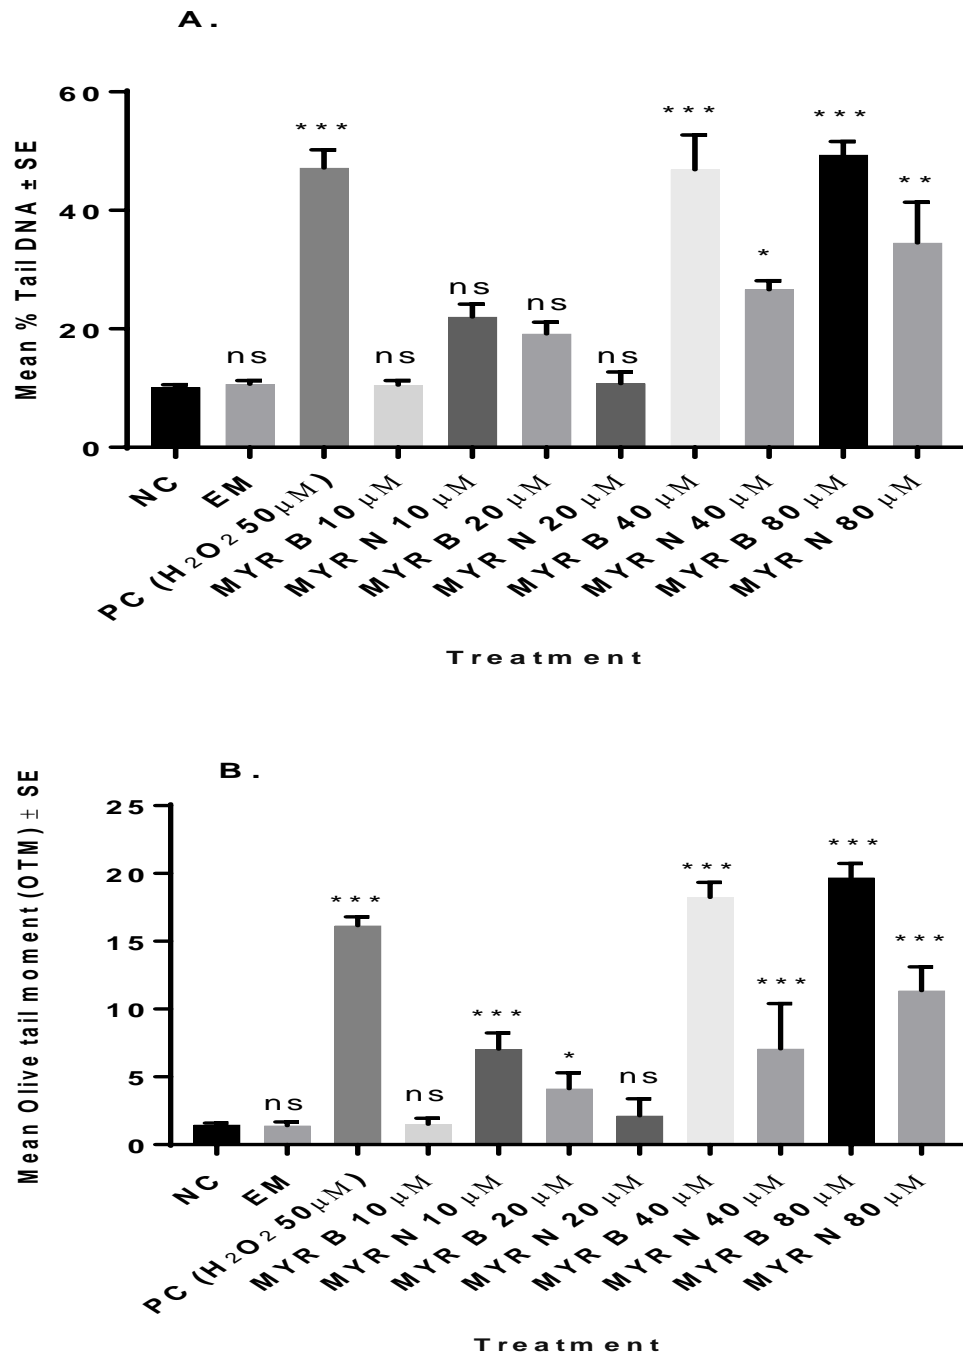 A.
Mean % Tail DNA ± SE
60
40
20
0
***
***
***
**
*
ns
ns
ns
ns
ns
NC
EM
PC (H₂O₂ 50 μM)
MYR B 10 μM
MYR N 10 μM
MYR B 20 μM
MYR N 20 μM
MYR B 40 μM
MYR N 40 μM
MYR B 80 μM
MYR N 80 μM
Treatment
B.
Mean Olive tail moment (OTM) ± SE
25
20
15
10
5
0
***
***
***
***
***
***
*
ns
ns
ns
NC
EM
PC (H₂O₂ 50 μM)
MYR B 10 μM
MYR N 10 μM
MYR B 20 μM
MYR N 20 μM
MYR B 40 μM
MYR N 40 μM
MYR B 80 μM
MYR N 80 μM
Treatment